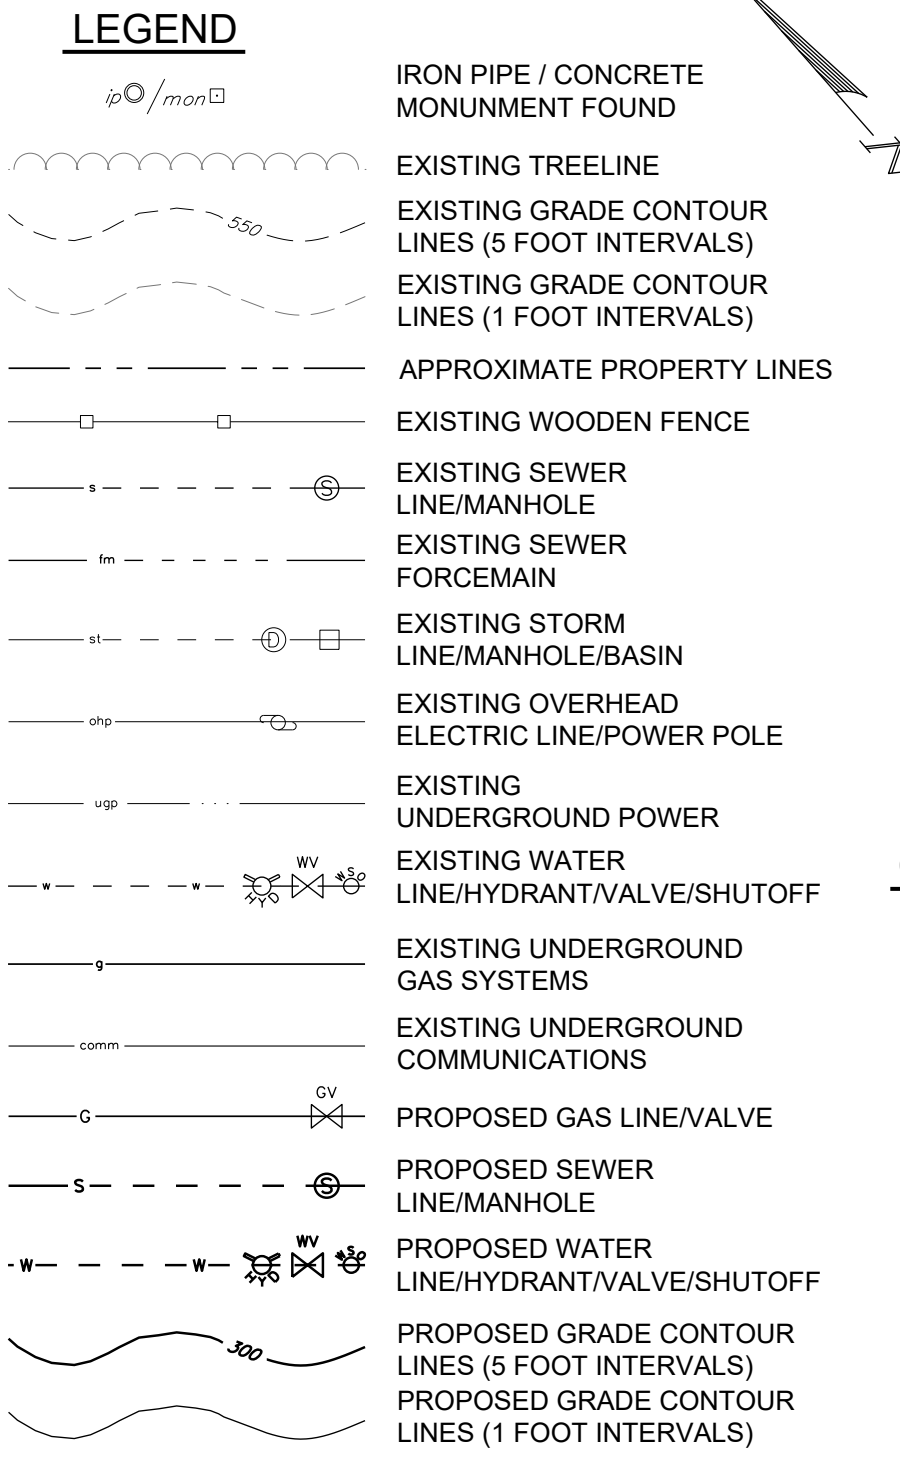 LEGEND
ip / mon
IRON PIPE / CONCRETE
MONUNMENT FOUND
EXISTING TREELINE
550
EXISTING GRADE CONTOUR
LINES (5 FOOT INTERVALS)
EXISTING GRADE CONTOUR
LINES (1 FOOT INTERVALS)
APPROXIMATE PROPERTY LINES
EXISTING WOODEN FENCE
s S
EXISTING SEWER
LINE/MANHOLE
fm
EXISTING SEWER
FORCEMAIN
st D
EXISTING STORM
LINE/MANHOLE/BASIN
ohp
EXISTING OVERHEAD
ELECTRIC LINE/POWER POLE
ugp
EXISTING
UNDERGROUND POWER
w w HYD WV WSO
EXISTING WATER
LINE/HYDRANT/VALVE/SHUTOFF
g
EXISTING UNDERGROUND
GAS SYSTEMS
comm
EXISTING UNDERGROUND
COMMUNICATIONS
G GV
PROPOSED GAS LINE/VALVE
S S
PROPOSED SEWER
LINE/MANHOLE
W W HYD WV WSO
PROPOSED WATER
LINE/HYDRANT/VALVE/SHUTOFF
300
PROPOSED GRADE CONTOUR
LINES (5 FOOT INTERVALS)
PROPOSED GRADE CONTOUR
LINES (1 FOOT INTERVALS)